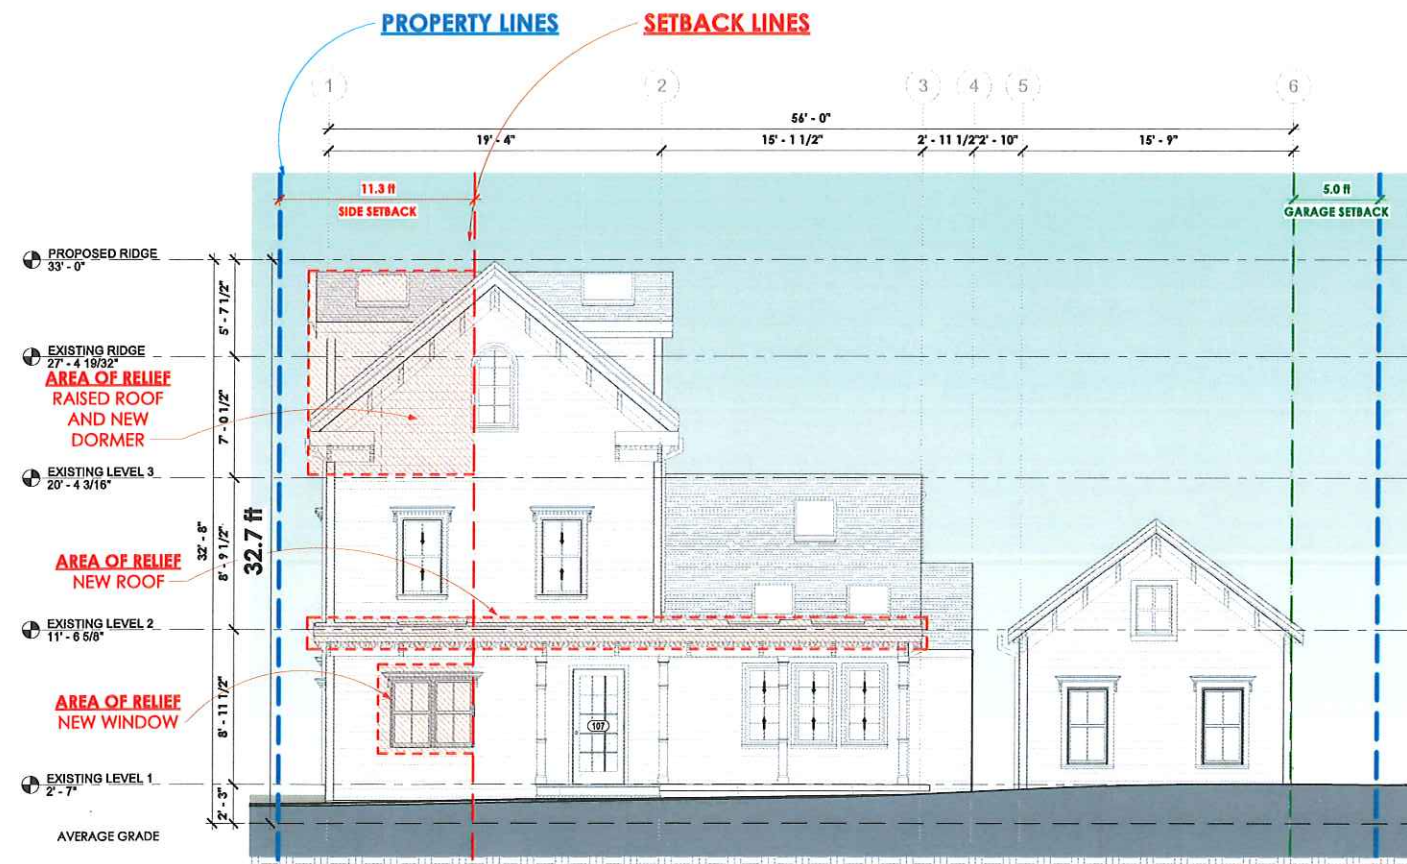 PROPERTY LINES
SETBACK LINES
1
2
3
4
5
6
56' - 0"
19' - 4"
15' - 1 1/2"
2' - 11 1/2"
2' - 10"
15' - 9"
11.3 ft
SIDE SETBACK
5.0 ft
GARAGE SETBACK
PROPOSED RIDGE
33' - 0"
5' - 7 1/2"
EXISTING RIDGE
27' - 4 19/32"
AREA OF RELIEF
RAISED ROOF
AND NEW
DORMER
7' - 0 1/2"
EXISTING LEVEL 3
20' - 4 3/16"
32' - 8"
8' - 9 1/2"
32.7 ft
AREA OF RELIEF
NEW ROOF
EXISTING LEVEL 2
11' - 6 5/8"
AREA OF RELIEF
NEW WINDOW
8' - 11 1/2"
107
EXISTING LEVEL 1
2' - 7"
2' - 3"
AVERAGE GRADE